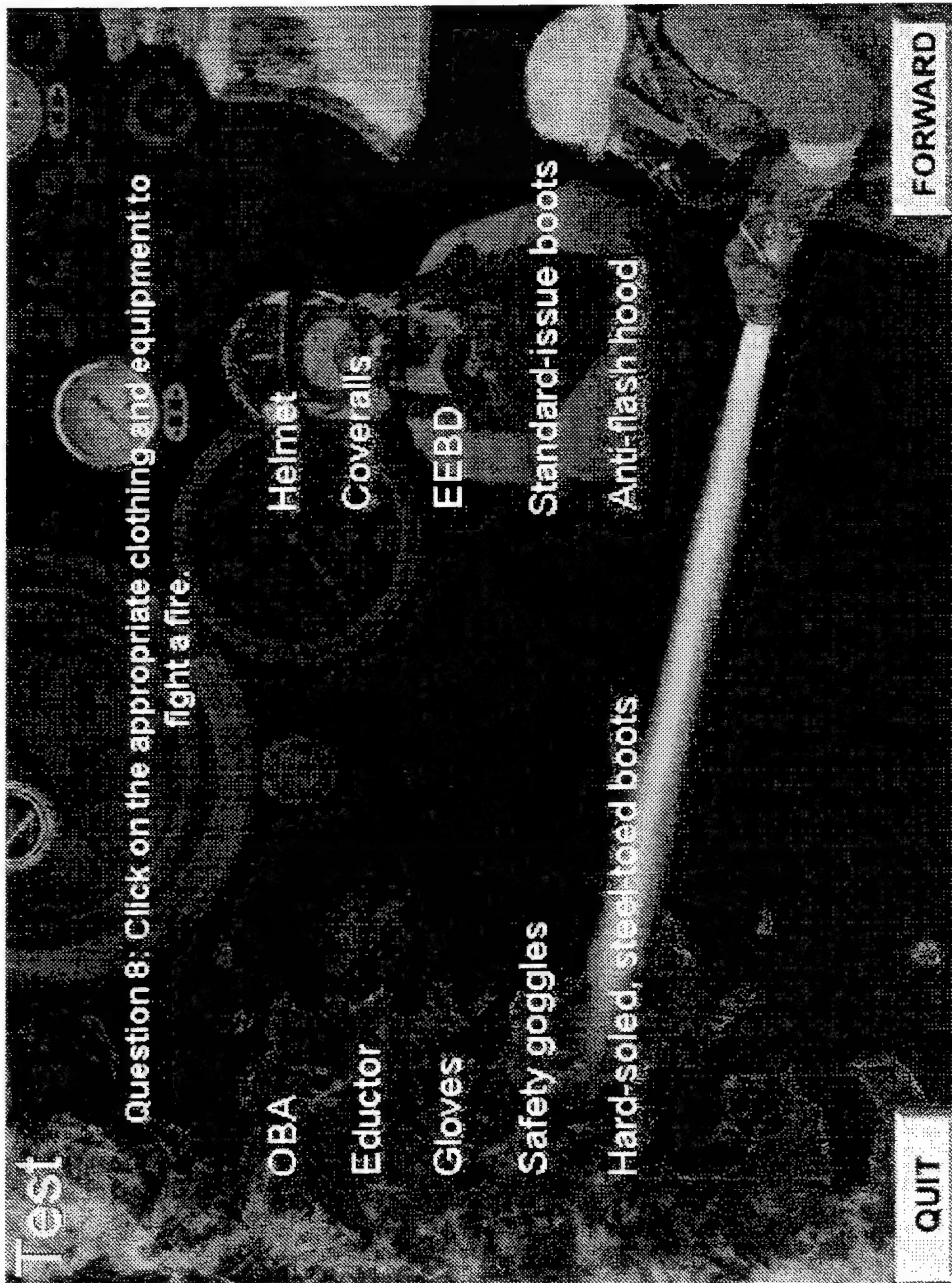 Test
Question 8: Click on the appropriate clothing and equipment to
fight a fire.
OBA
Helmet
Eductor
Coveralls
Gloves
EEBD
Safety goggles
Standard-issue boots
Hard-soled, steel toed boots
Anti-flash hood
QUIT
FORWARD